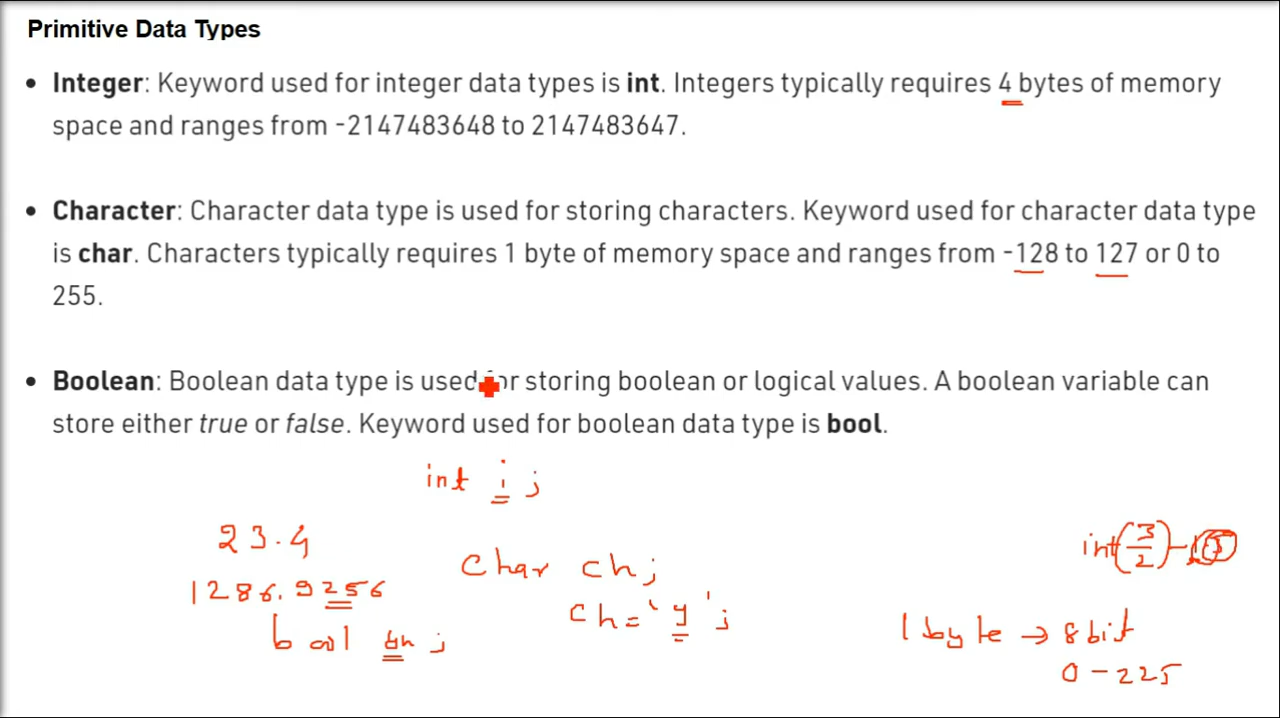 Primitive Data Types
• Integer: Keyword used for integer data types is int. Integers typically requires 4 bytes of memory
space and ranges from -2147483648 to 2147483647.
• Character: Character data type is used for storing characters. Keyword used for character data type
is char. Characters typically requires 1 byte of memory space and ranges from -128 to 127 or 0 to
255.
• Boolean: Boolean data type is used for storing boolean or logical values. A boolean variable can
store either true or false. Keyword used for boolean data type is bool.
int i ;
23.4
1286.9256
bool ;
char ch;
ch='y';
int(3/2)
1 byte → 8 bit
0-225